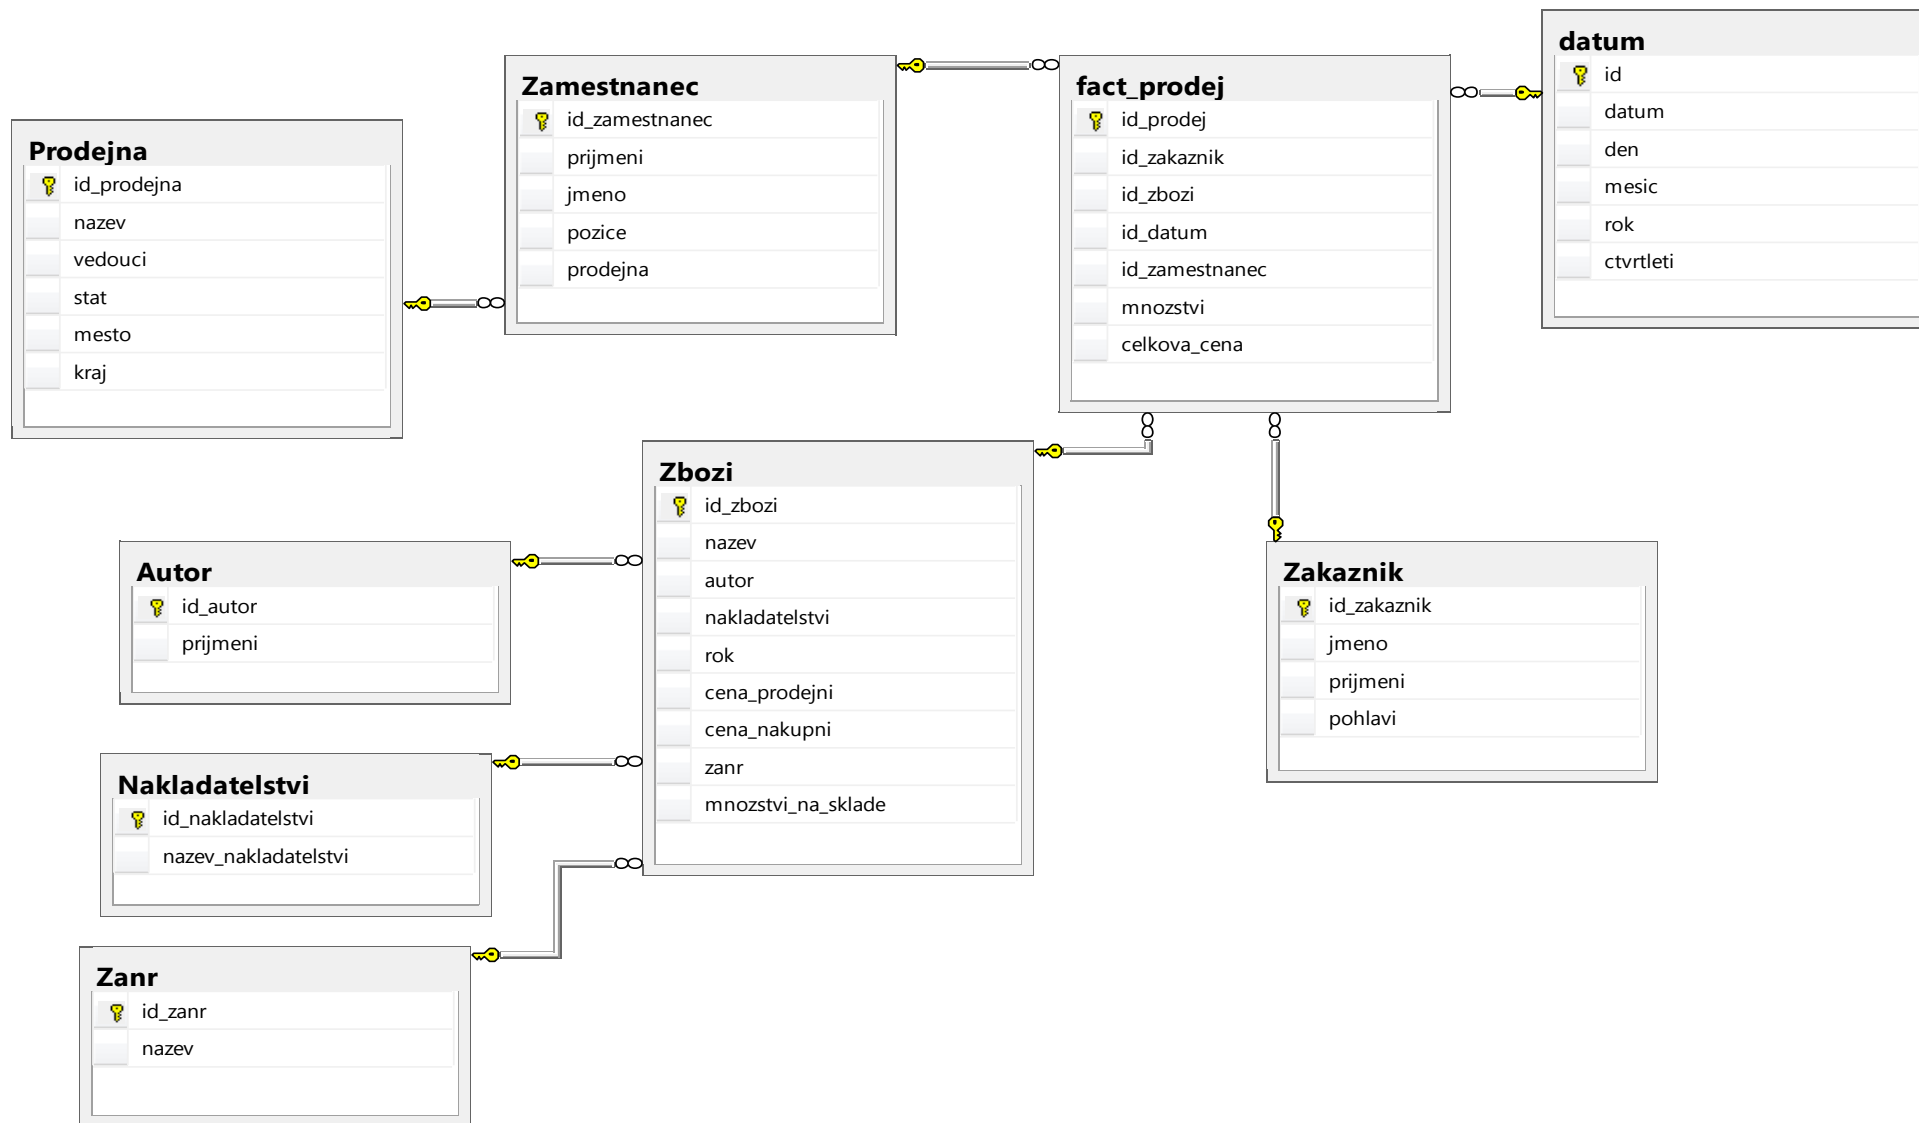 Prodejna
id_prodejna
nazev
vedouci
stat
mesto
kraj
Zamestnanec
id_zamestnanec
prijmeni
jmeno
pozice
prodejna
fact_prodej
id_prodej
id_zakaznik
id_zbozi
id_datum
id_zamestnanec
mnozstvi
celkova_cena
datum
id
datum
den
mesic
rok
ctvrtleti
Autor
id_autor
prijmeni
Nakladatelstvi
id_nakladatelstvi
nazev_nakladatelstvi
Zanr
id_zanr
nazev
Zbozi
id_zbozi
nazev
autor
nakladatelstvi
rok
cena_prodejni
cena_nakupni
zanr
mnozstvi_na_sklade
Zakaznik
id_zakaznik
jmeno
prijmeni
pohlavi